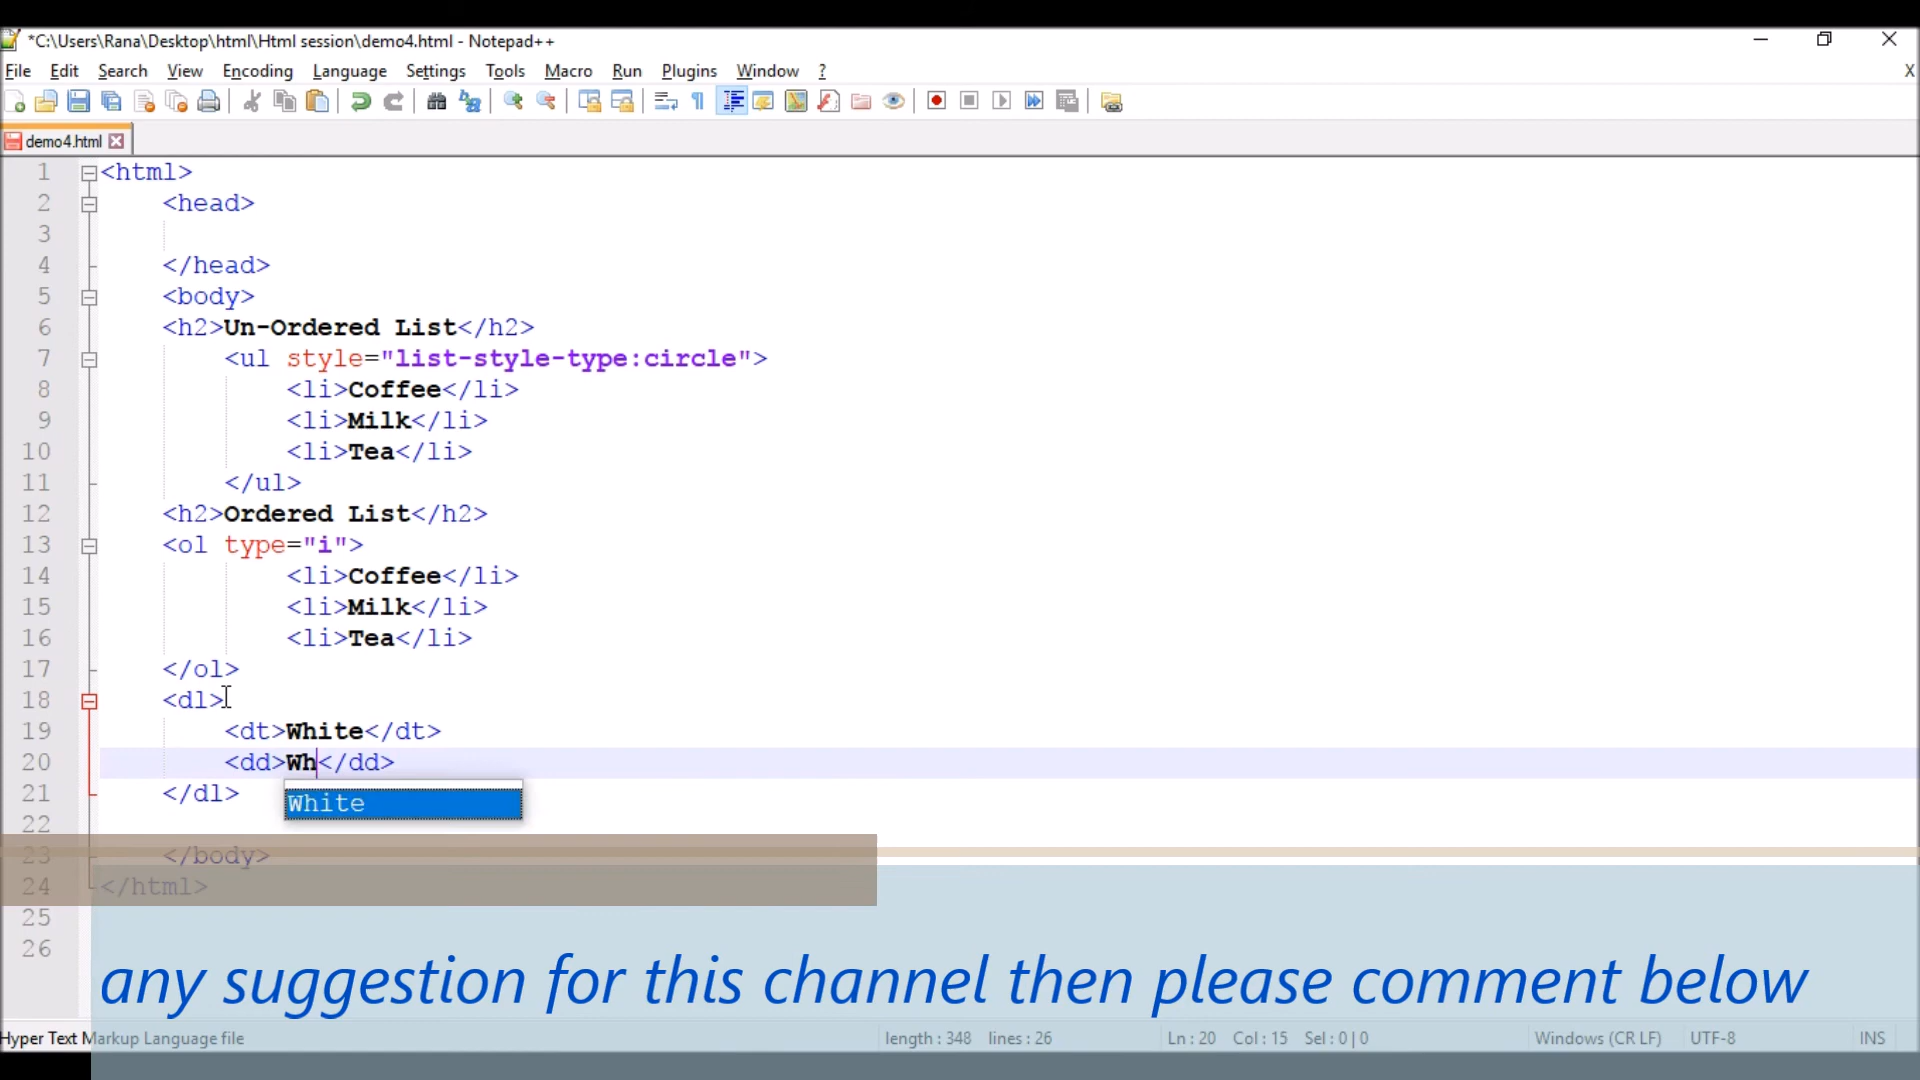 *C:\Users\Rana\Desktop\html\Html session\demo4.html - Notepad++
File Edit Search View Encoding Language Settings Tools Macro Run Plugins Window ? X
demo4.html
1 <html>
2 <head>
3
4 </head>
5 <body>
6 <h2>Un-Ordered List</h2>
7 <ul style="list-style-type:circle">
8 <li>Coffee</li>
9 <li>Milk</li>
10 <li>Tea</li>
11 </ul>
12 <h2>Ordered List</h2>
13 <ol type="i">
14 <li>Coffee</li>
15 <li>Milk</li>
16 <li>Tea</li>
17 </ol>
18 <dl>
19 <dt>White</dt>
20 <dd>Wh</dd>
21 </dl>
White
22
23 </body>
24 </html>
25
26
any suggestion for this channel then please comment below
Hyper Text Markup Language file length : 348 lines : 26 Ln : 20 Col : 15 Sel : 0 | 0 Windows (CR LF) UTF-8 INS